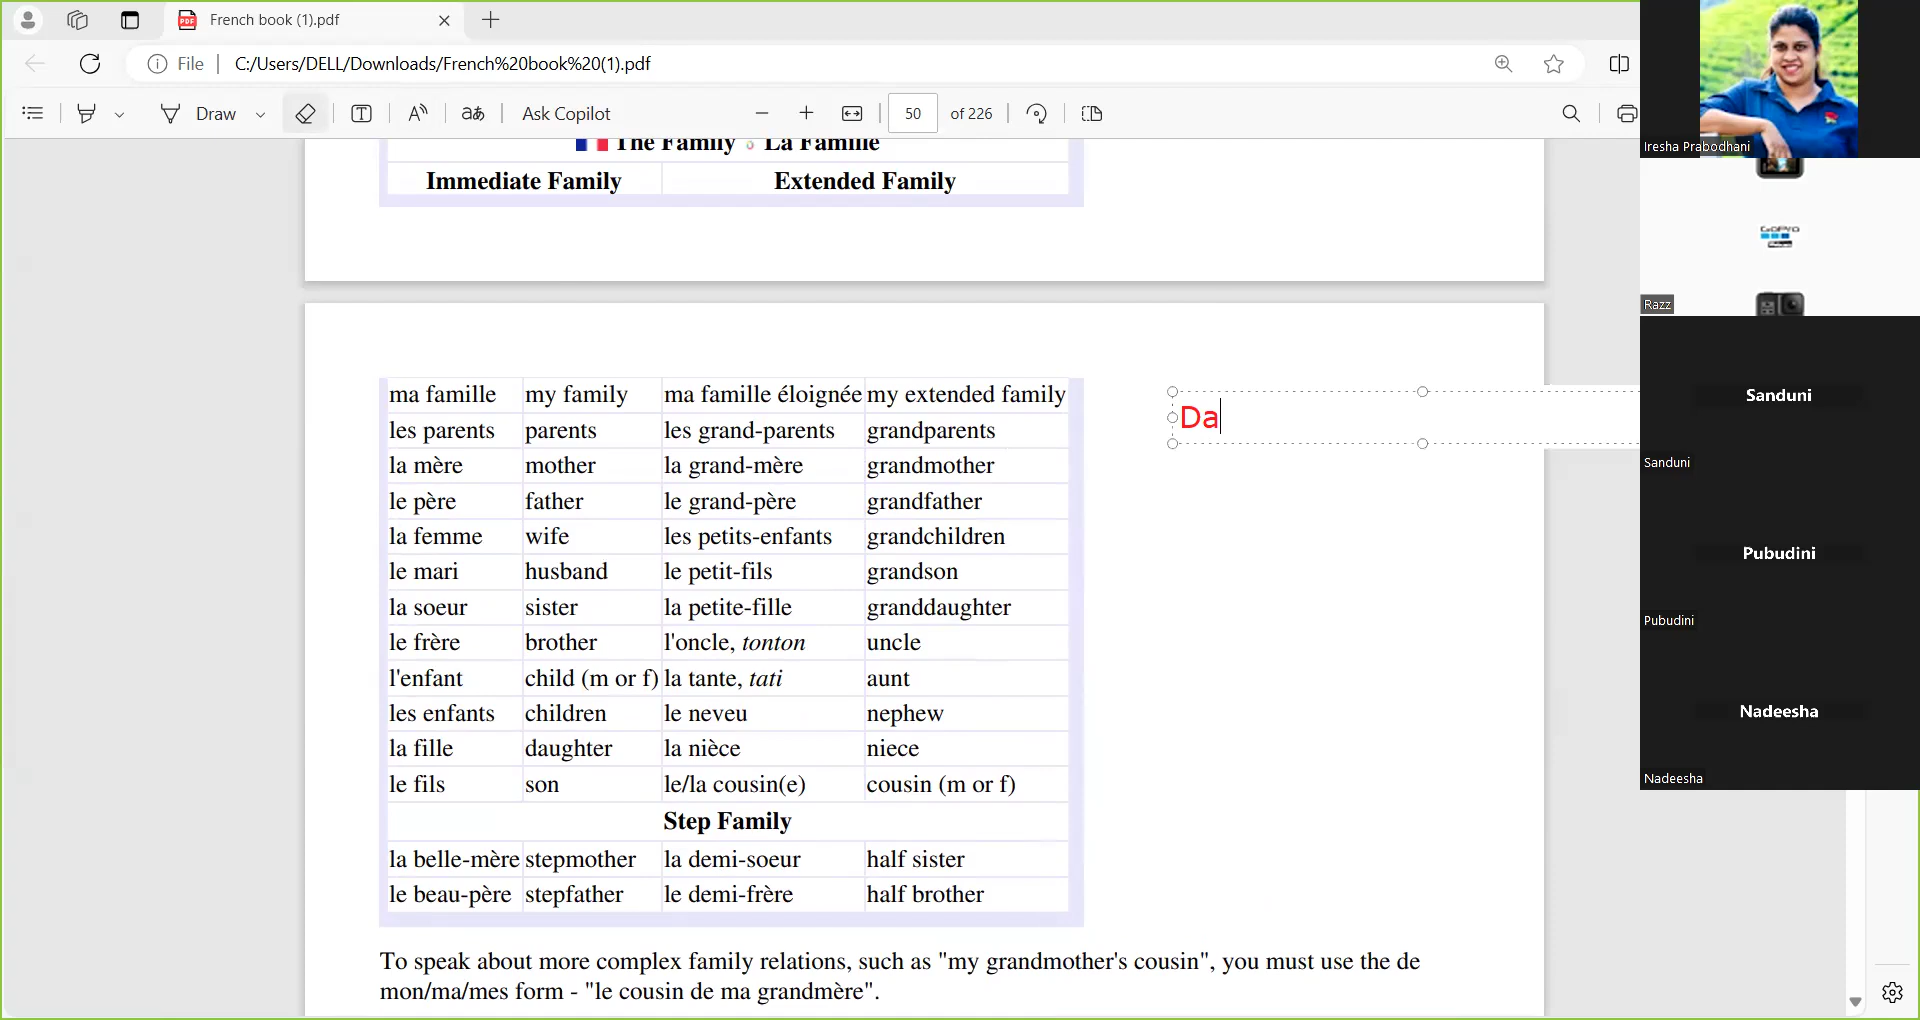 French book (1).pdf
File
C:/Users/DELL/Downloads/French%20book%20(1).pdf
Draw
Ask Copilot
50 of 226
The Family ○ La Famille
Immediate Family Extended Family
ma famille my family ma famille éloignée my extended family
les parents parents les grand-parents grandparents
la mère mother la grand-mère grandmother
le père father le grand-père grandfather
la femme wife les petits-enfants grandchildren
le mari husband le petit-fils grandson
la soeur sister la petite-fille granddaughter
le frère brother l'oncle, tonton uncle
l'enfant child (m or f) la tante, tati aunt
les enfants children le neveu nephew
la fille daughter la nièce niece
le fils son le/la cousin(e) cousin (m or f)
Step Family
la belle-mère stepmother la demi-soeur half sister
le beau-père stepfather le demi-frère half brother
To speak about more complex family relations, such as "my grandmother's cousin", you must use the de
mon/ma/mes form - "le cousin de ma grandmère".
Da
Iresha Prabodhani
GoPro
Razz
Sanduni
Sanduni
Pubudini
Pubudini
Nadeesha
Nadeesha